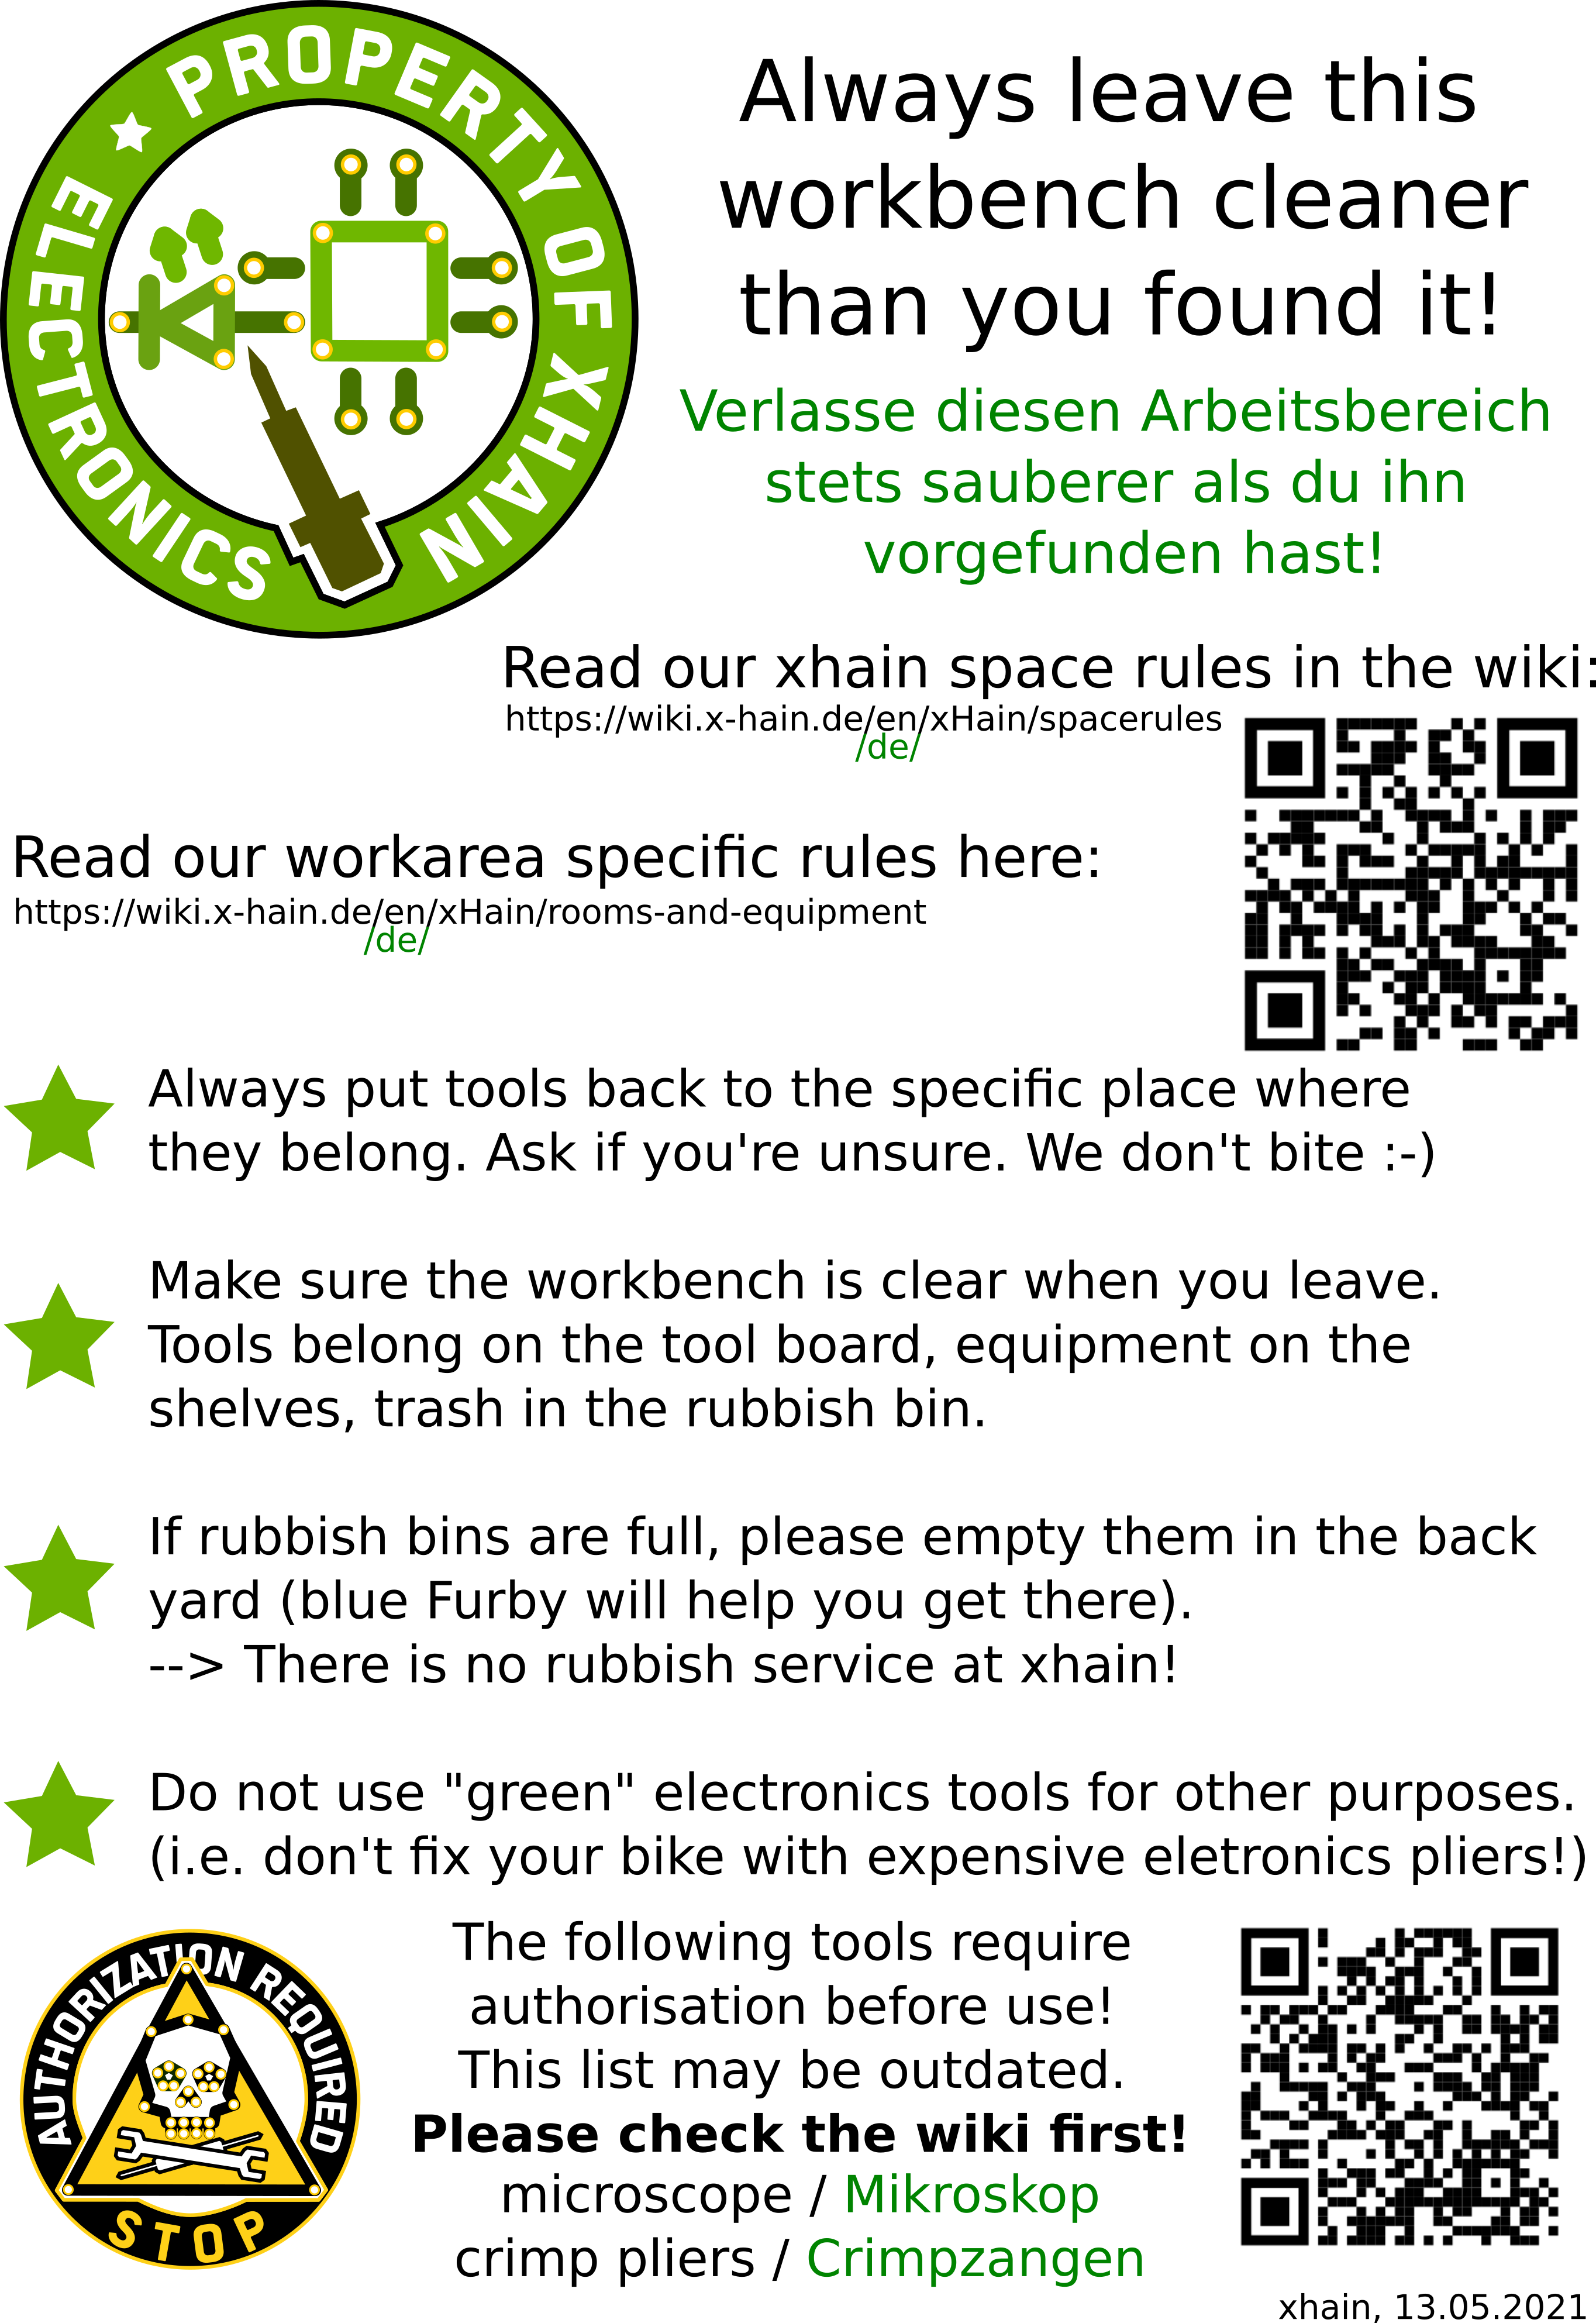 ★ PROPERTY OF XHAIN
ELECTRONICS
Always leave this
workbench cleaner
than you found it!
Verlasse diesen Arbeitsbereich
stets sauberer als du ihn
vorgefunden hast!
Read our xhain space rules in the wiki:
https://wiki.x-hain.de/en/xHain/spacerules
/de/
Read our workarea specific rules here:
https://wiki.x-hain.de/en/xHain/rooms-and-equipment
/de/
Always put tools back to the specific place where
they belong. Ask if you're unsure. We don't bite :-)
Make sure the workbench is clear when you leave.
Tools belong on the tool board, equipment on the
shelves, trash in the rubbish bin.
If rubbish bins are full, please empty them in the back
yard (blue Furby will help you get there).
--> There is no rubbish service at xhain!
Do not use "green" electronics tools for other purposes.
(i.e. don't fix your bike with expensive eletronics pliers!)
AUTHORIZATION REQUIRED
STOP
The following tools require
authorisation before use!
This list may be outdated.
Please check the wiki first!
microscope / Mikroskop
crimp pliers / Crimpzangen
xhain, 13.05.2021